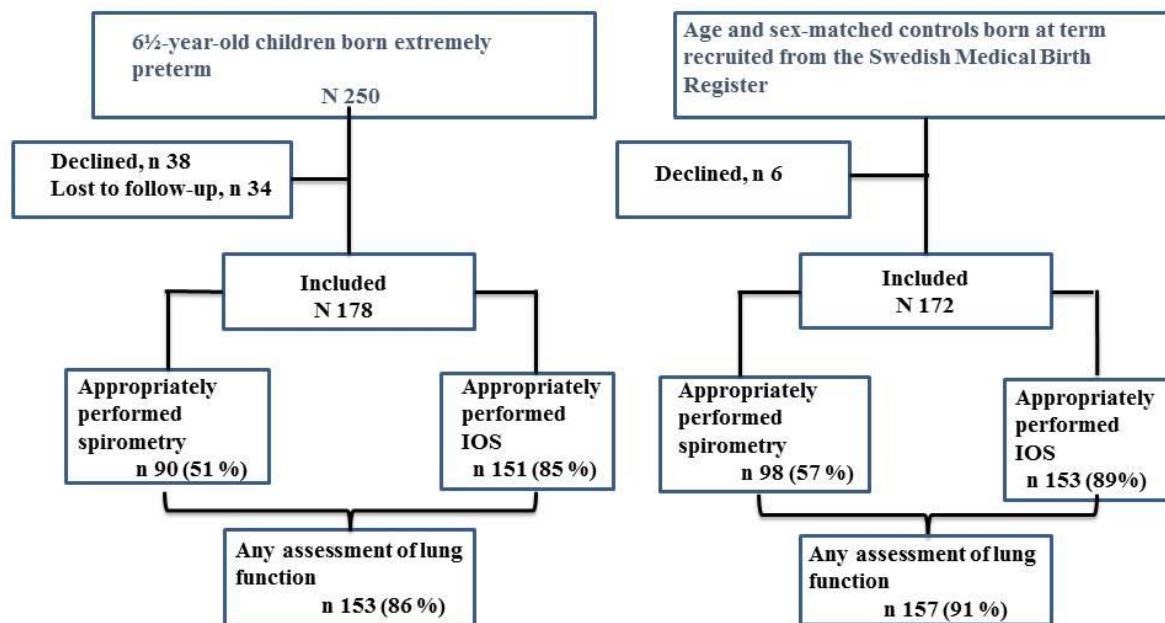 6½-year-old children born extremely
preterm
N 250
Age and sex-matched controls born at term
recruited from the Swedish Medical Birth
Register
Declined, n 38
Lost to follow-up, n 34
Declined, n 6
Included
N 178
Included
N 172
Appropriately
performed
spirometry
n 90 (51 %)
Appropriately
performed
IOS
n 151 (85 %)
Appropriately
performed
spirometry
n 98 (57 %)
Appropriately
performed
IOS
n 153 (89%)
Any assessment of lung
function
n 153 (86 %)
Any assessment of lung
function
n 157 (91 %)